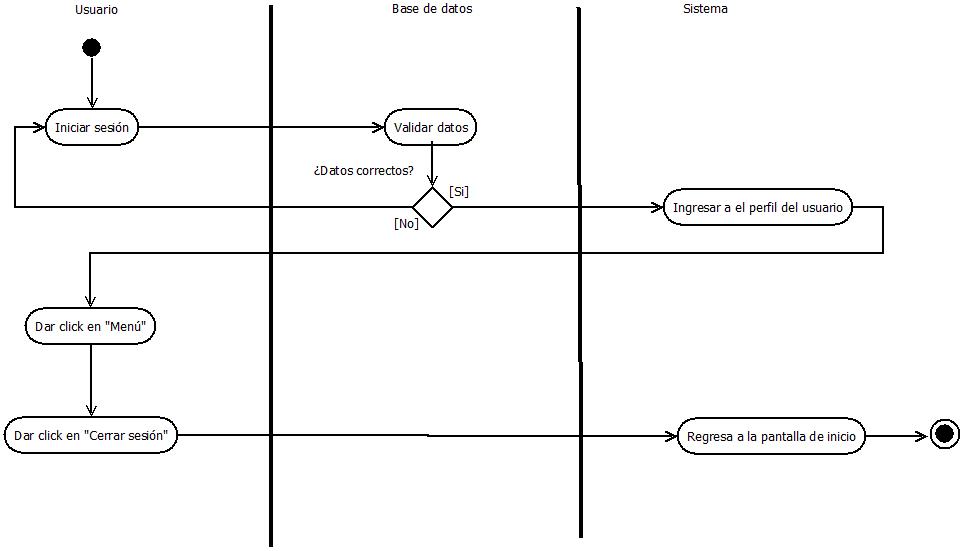 Usuario
Base de datos
Sistema
Iniciar sesión
Validar datos
¿Datos correctos?
[Si]
[No]
Ingresar a el perfil del usuario
Dar click en "Menú"
Dar click en "Cerrar sesión"
Regresa a la pantalla de inicio